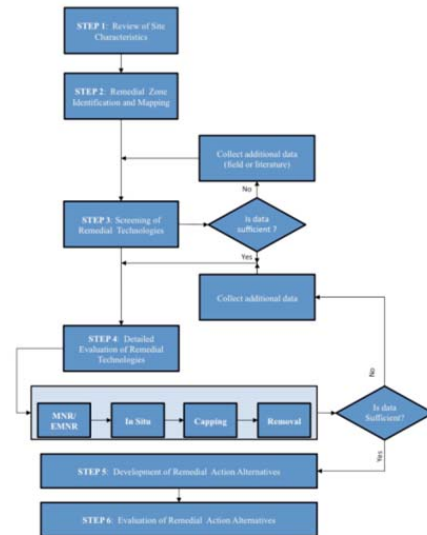 STEP 1: Review of Site
Characteristics
STEP 2: Remedial Zone
Identification and Mapping
Collect additional data
(field or literature)
No
STEP 3: Screening of
Remedial Technologies
Is data
sufficient ?
Yes
Collect additional data
STEP 4: Detailed
Evaluation of Remedial
Technologies
No
MNR/
EMNR
In Situ
Capping
Removal
Is data
Sufficient?
Yes
STEP 5: Development of Remedial Action Alternatives
STEP 6: Evaluation of Remedial Action Alternatives